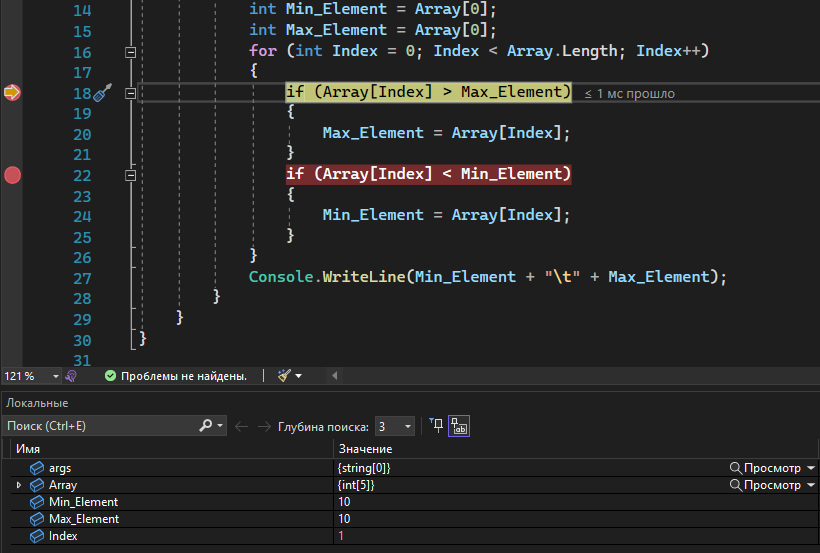 14 int Min_Element = Array[0];
15 int Max_Element = Array[0];
16 for (int Index = 0; Index < Array.Length; Index++)
17 {
18 if (Array[Index] > Max_Element) ≤ 1 мс прошло
19 {
20 Max_Element = Array[Index];
21 }
22 if (Array[Index] < Min_Element)
23 {
24 Min_Element = Array[Index];
25 }
26 }
27 Console.WriteLine(Min_Element + "\t" + Max_Element);
28 }
29 }
30 }
31
121 % Проблемы не найдены.
Локальные
Поиск (Ctrl+E) Глубина поиска: 3
Имя Значение
args {string[0]} Просмотр
Array {int[5]} Просмотр
Min_Element 10
Max_Element 10
Index 1